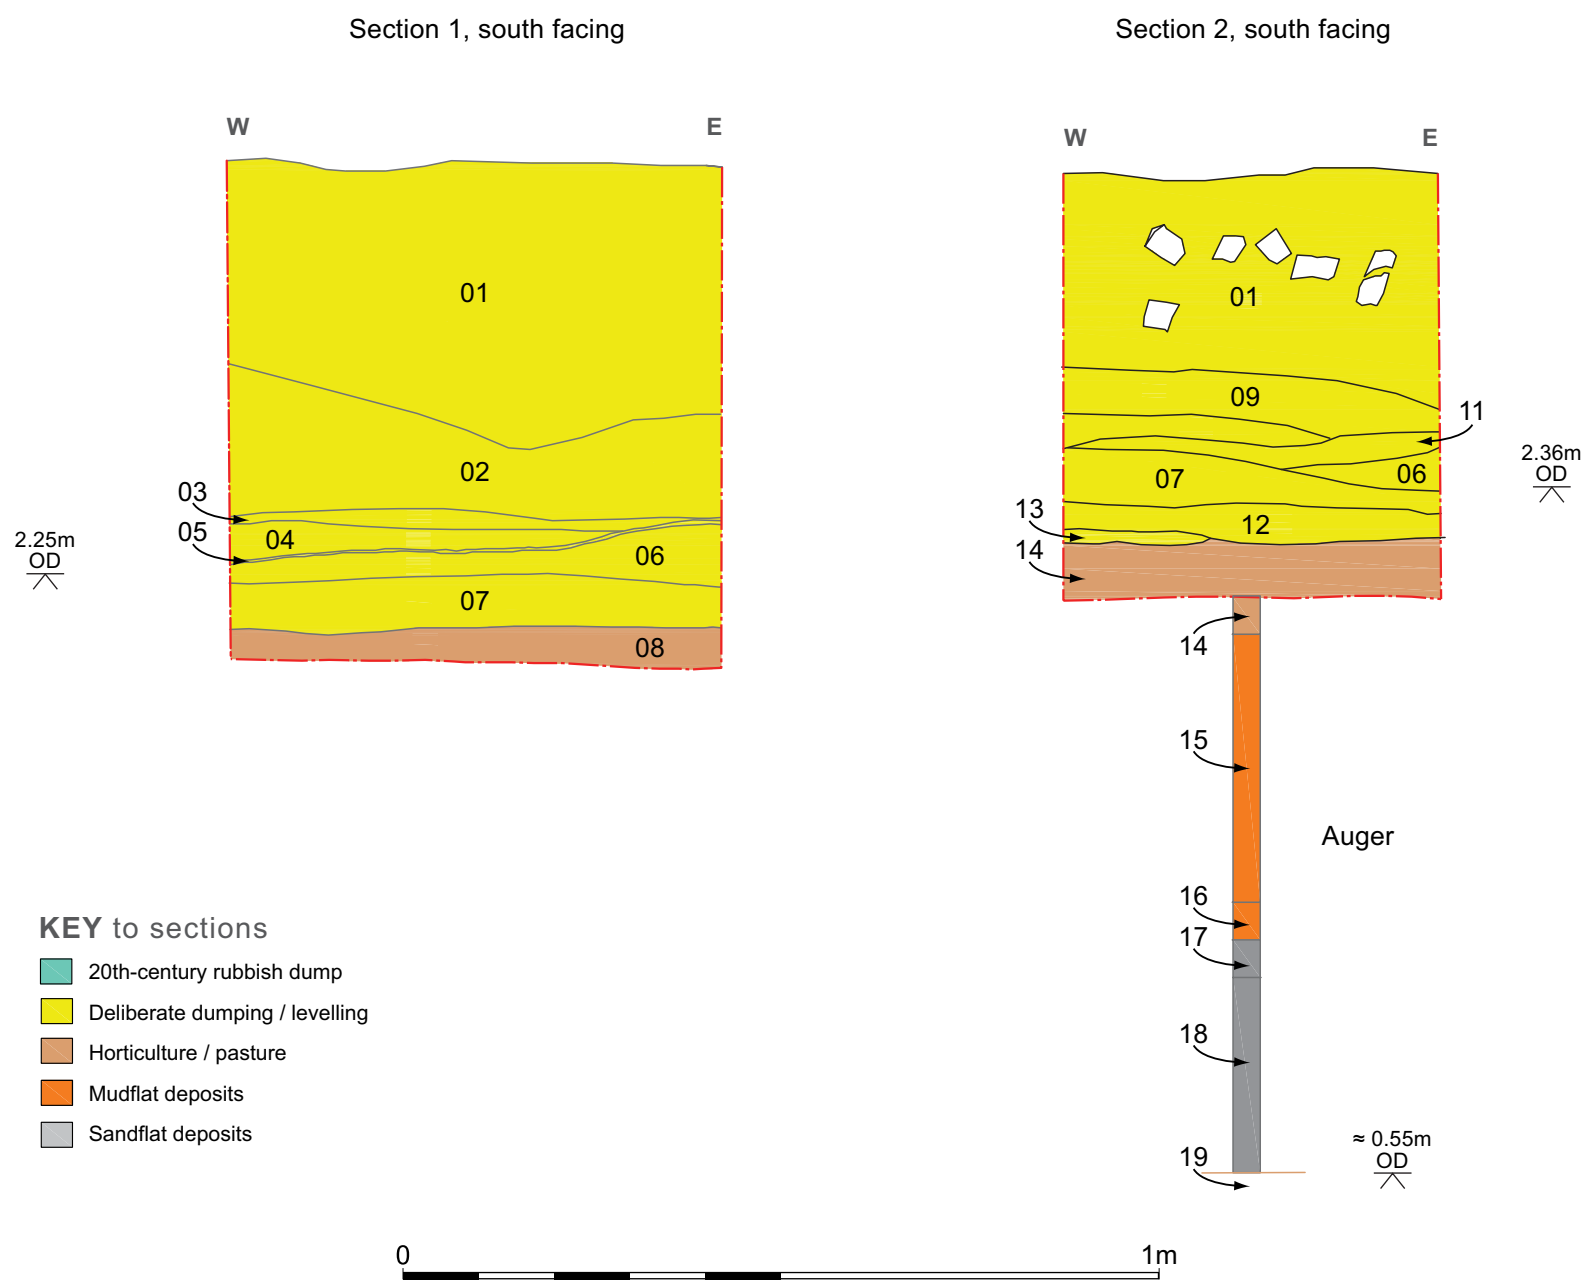 Section 1, south facing
Section 2, south facing
W
E
W
E
01
02
03
04
05
06
07
08
2.25m
OD
01
09
11
07
06
12
13
14
2.36m
OD
14
15
Auger
16
17
18
19
≈ 0.55m
OD
KEY to sections
20th-century rubbish dump
Deliberate dumping / levelling
Horticulture / pasture
Mudflat deposits
Sandflat deposits
0
1m